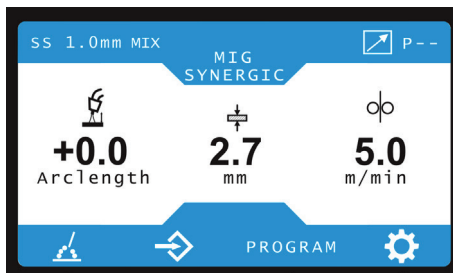 SS 1.0mm MIX
MIG
SYNERGIC
P--
+0.0
Arclength
2.7
mm
5.0
m/min
PROGRAM